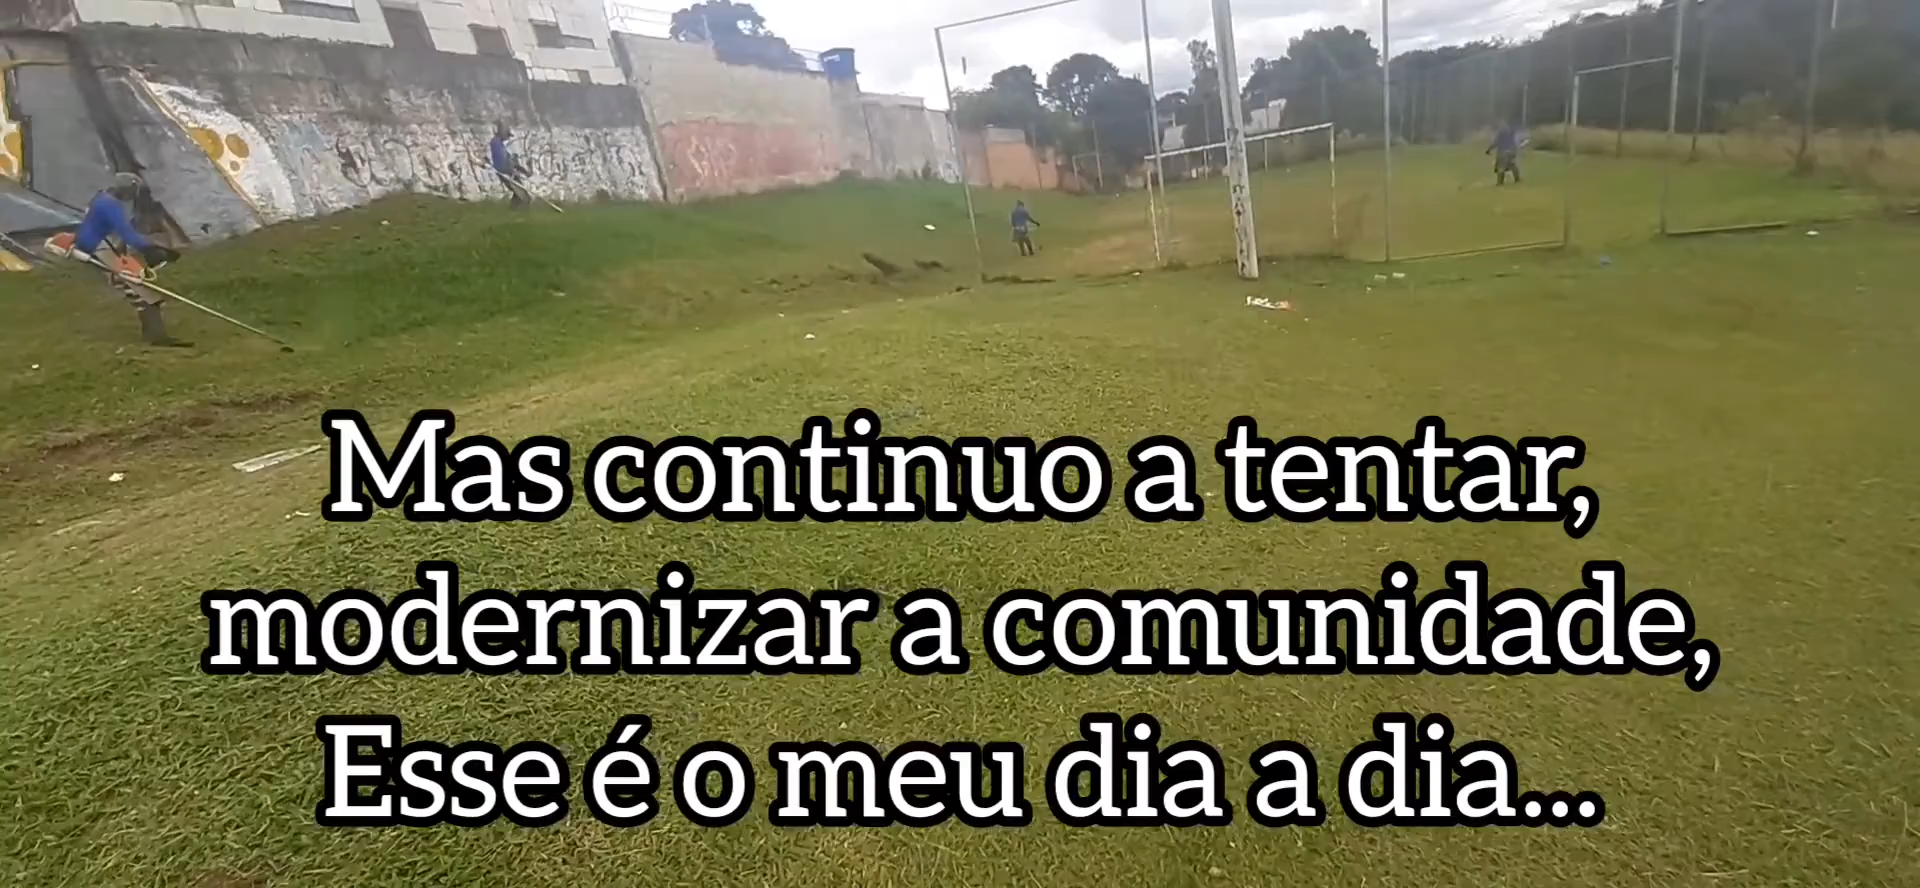 Mas continuo a tentar,
modernizar a comunidade,
Esse é o meu dia a dia...